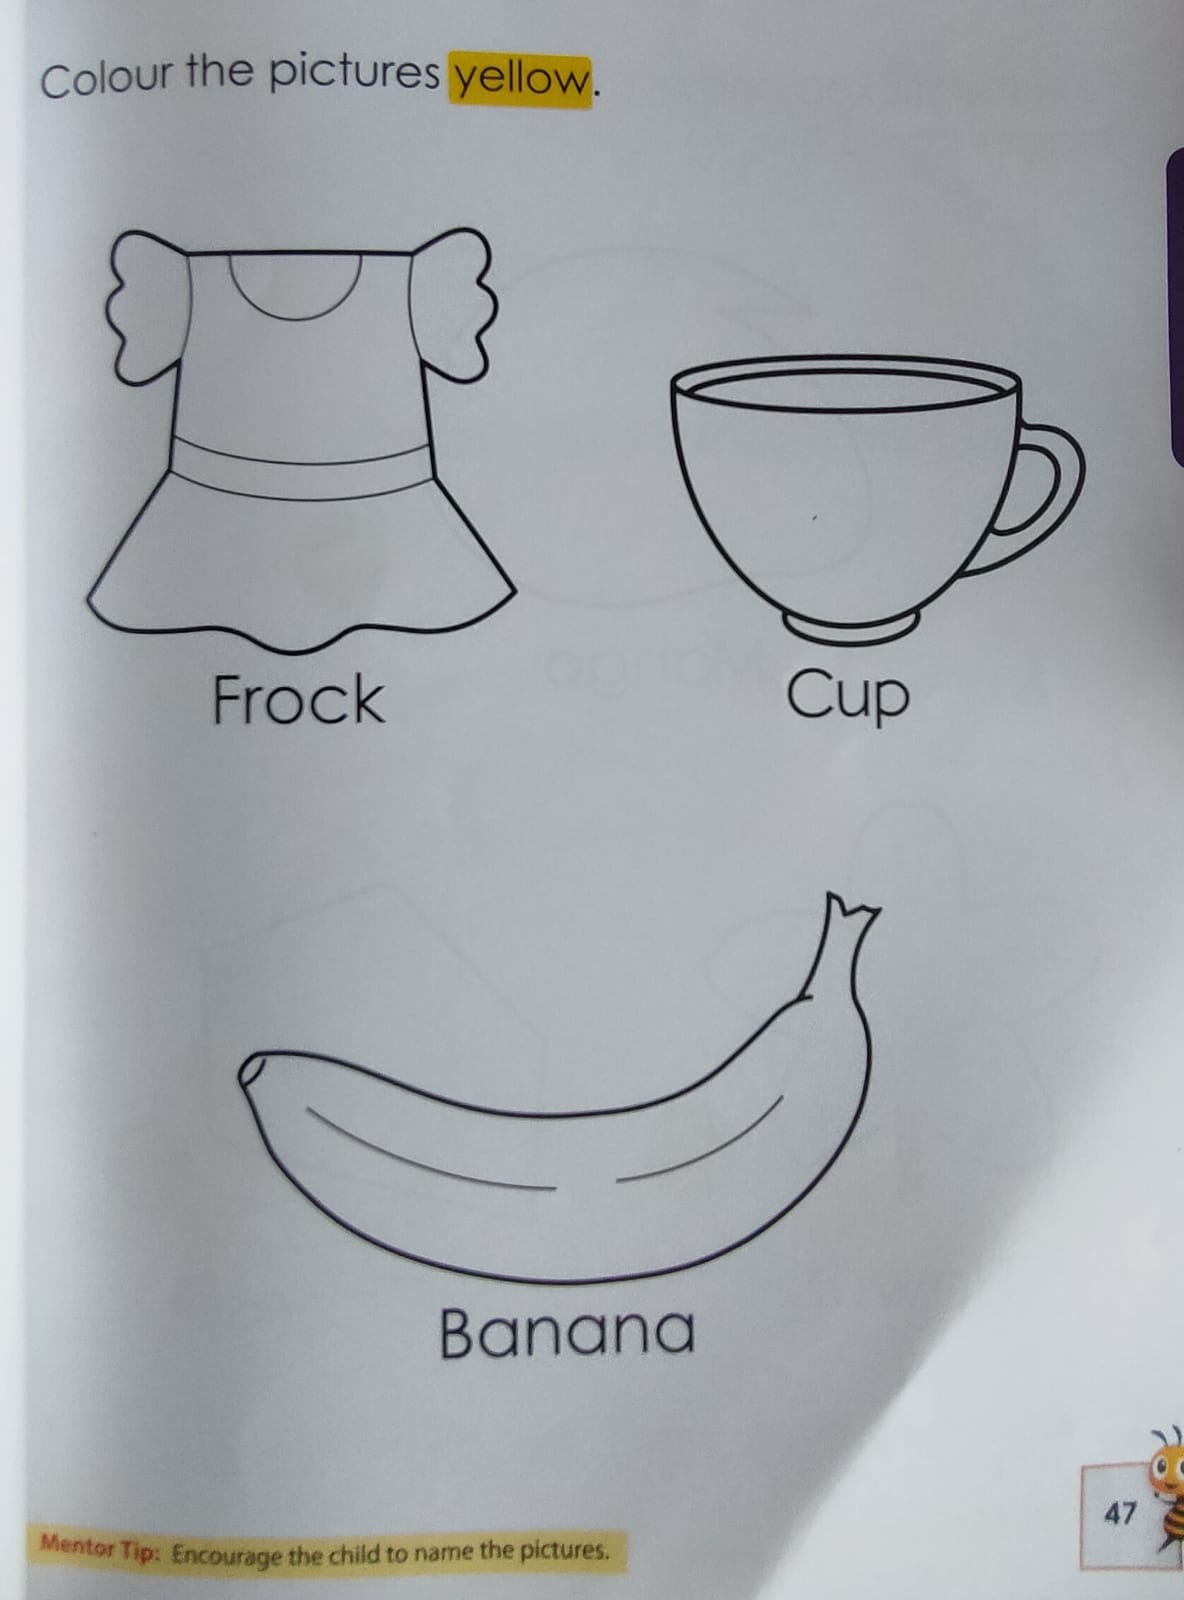 Colour the pictures yellow.
Frock
Cup
Banana
Mentor Tip: Encourage the child to name the pictures.
47